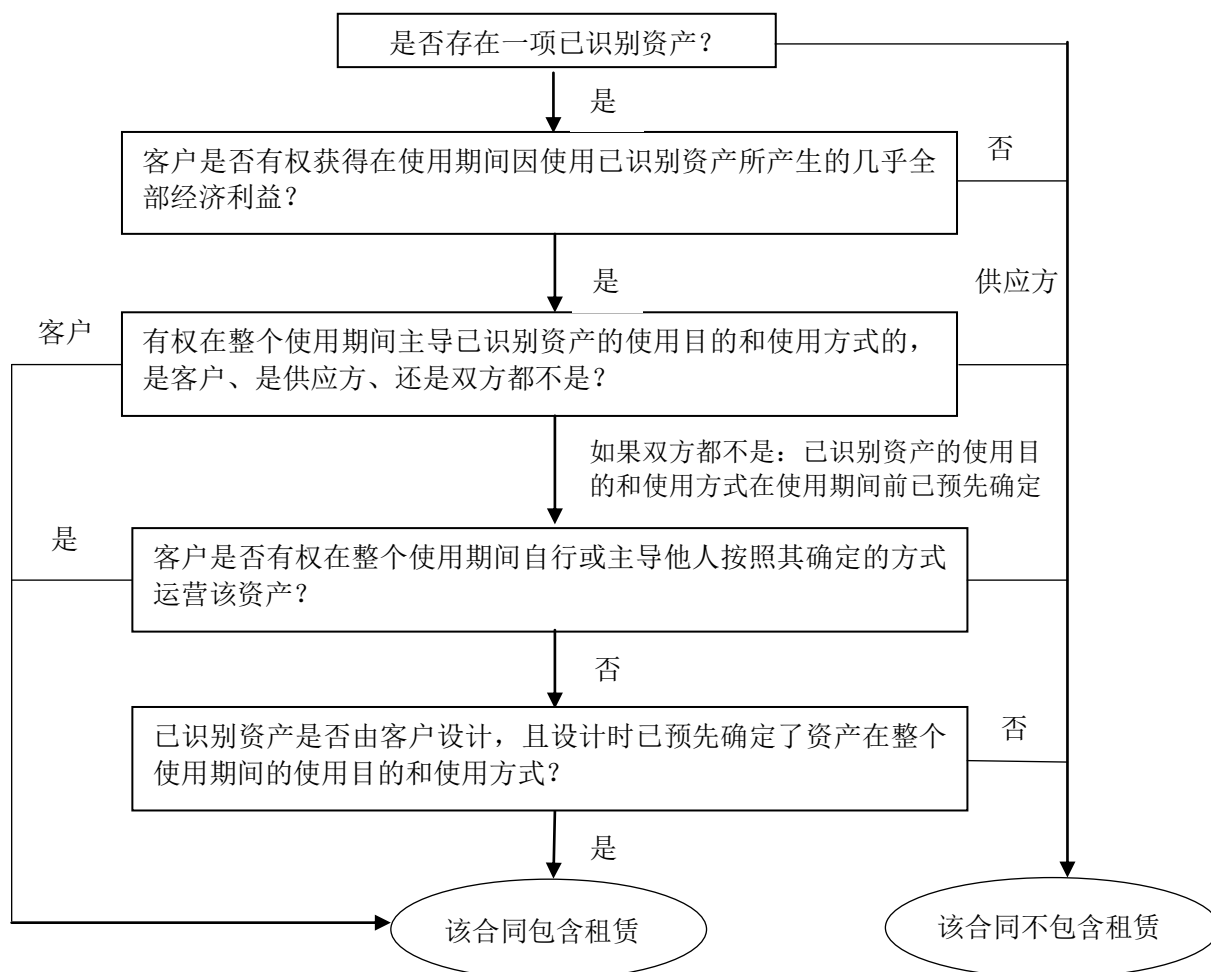 是否存在一项已识别资产？
是
客户是否有权获得在使用期间因使用已识别资产所产生的几乎全
部经济利益？
否
是
供应方
客户
有权在整个使用期间主导已识别资产的使用目的和使用方式的，
是客户、是供应方、还是双方都不是？
如果双方都不是：已识别资产的使用目
的和使用方式在使用期间前已预先确定
是
客户是否有权在整个使用期间自行或主导他人按照其确定的方式
运营该资产？
否
已识别资产是否由客户设计，且设计时已预先确定了资产在整个
使用期间的使用目的和使用方式？
否
是
该合同包含租赁
该合同不包含租赁